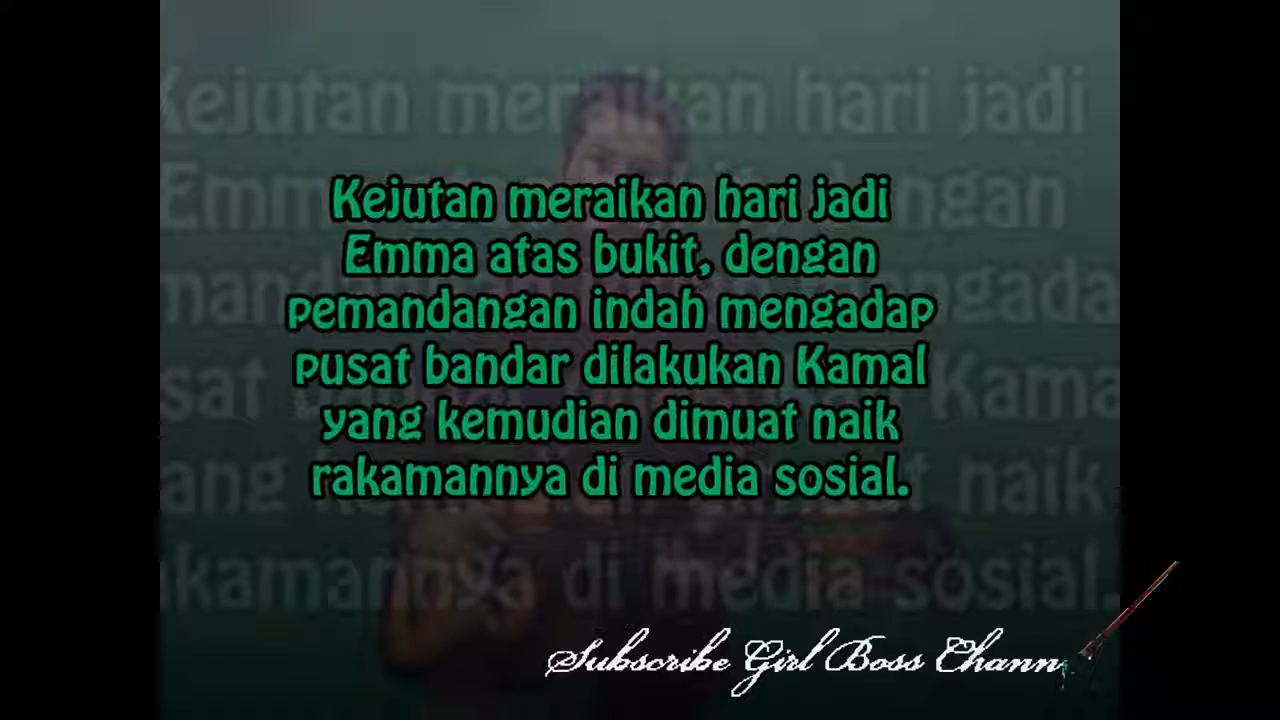 Kejutan meraikan hari jadi
Emma atas bukit, dengan
pemandangan indah mengadap
pusat bandar dilakukan Kamal
yang kemudian dimuat naik
rakamannya di media sosial.
Subscribe Girl Boss Chann